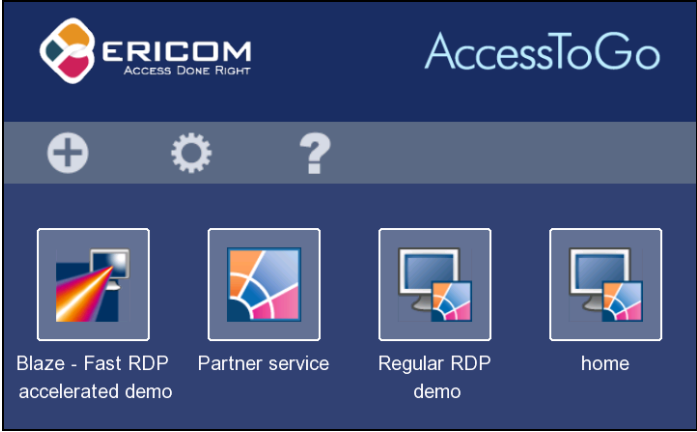 ERICOM
ACCESS DONE RIGHT
AccessToGo
?
Blaze - Fast RDP
accelerated demo
Partner service
Regular RDP
demo
home